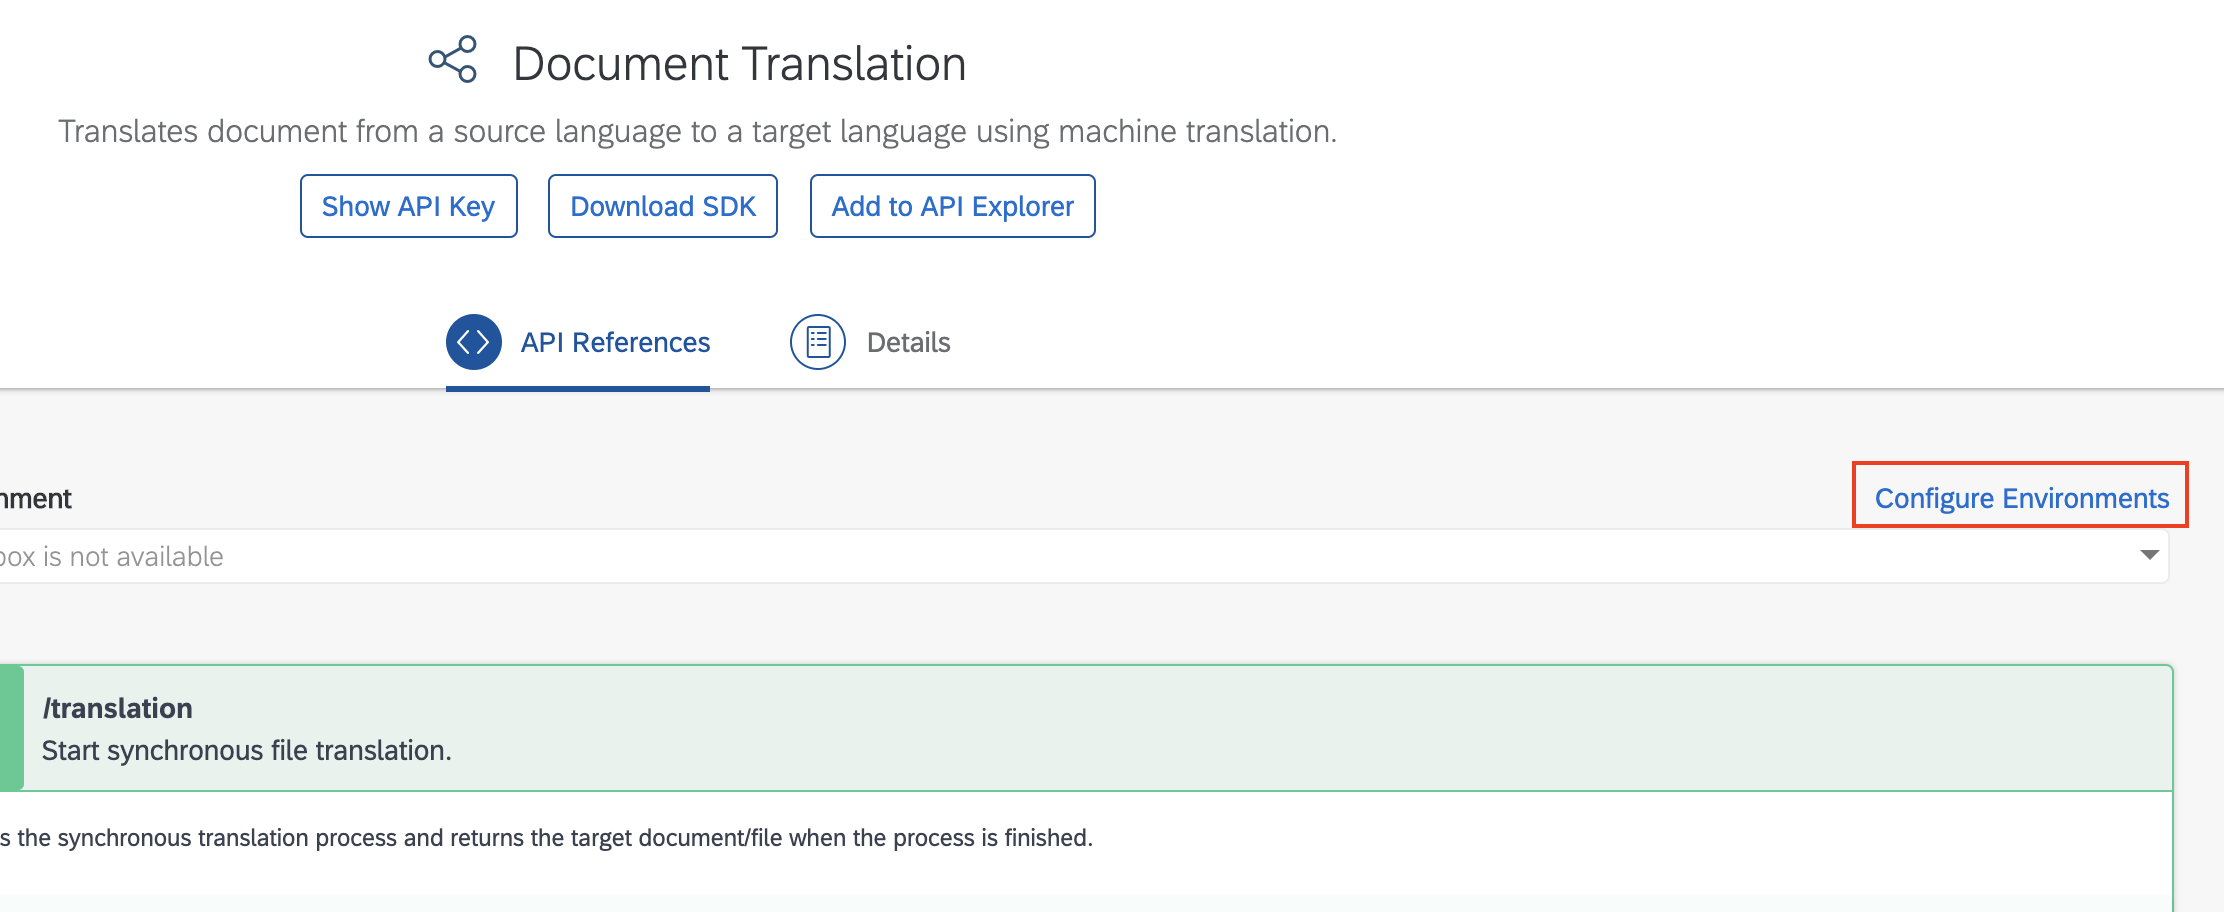 Document Translation
Translates document from a source language to a target language using machine translation.
Show API Key Download SDK Add to API Explorer
API References Details
nment Configure Environments
box is not available
/translation
Start synchronous file translation.
s the synchronous translation process and returns the target document/file when the process is finished.